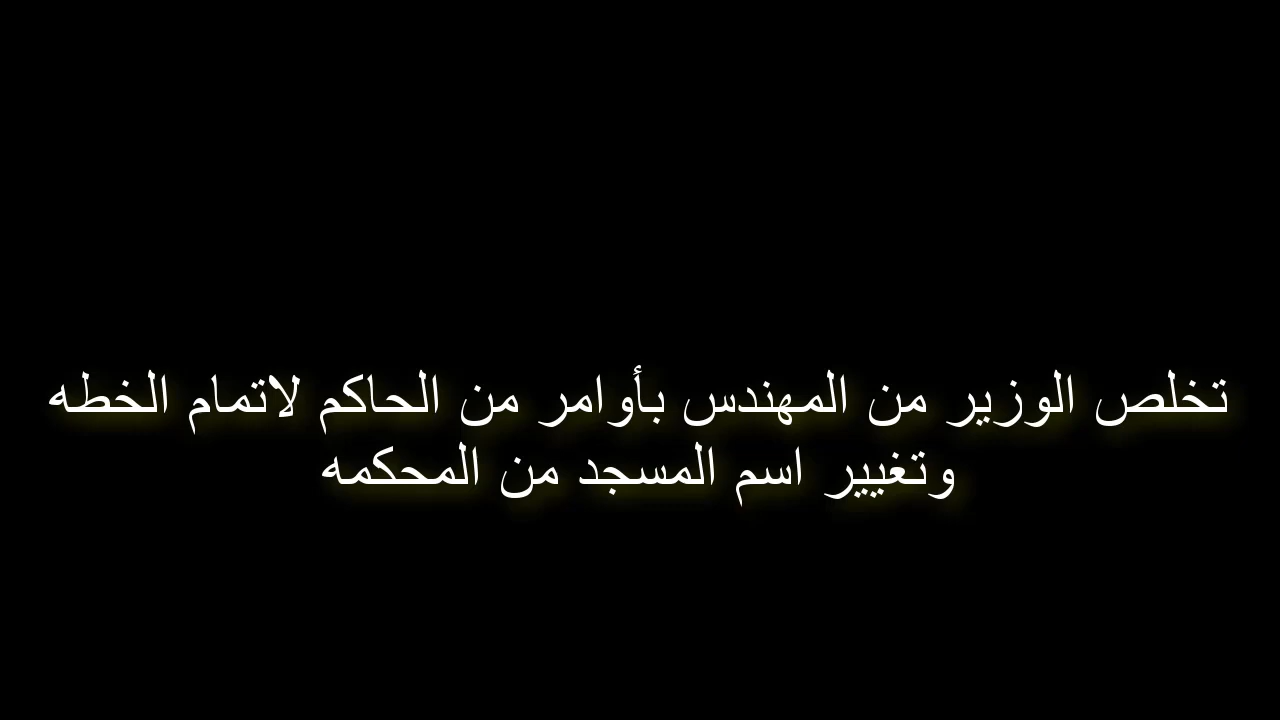 تخلص الوزير من المهندس بأوامر من الحاكم لاتمام الخطه
وتغيير اسم المسجد من المحكمه